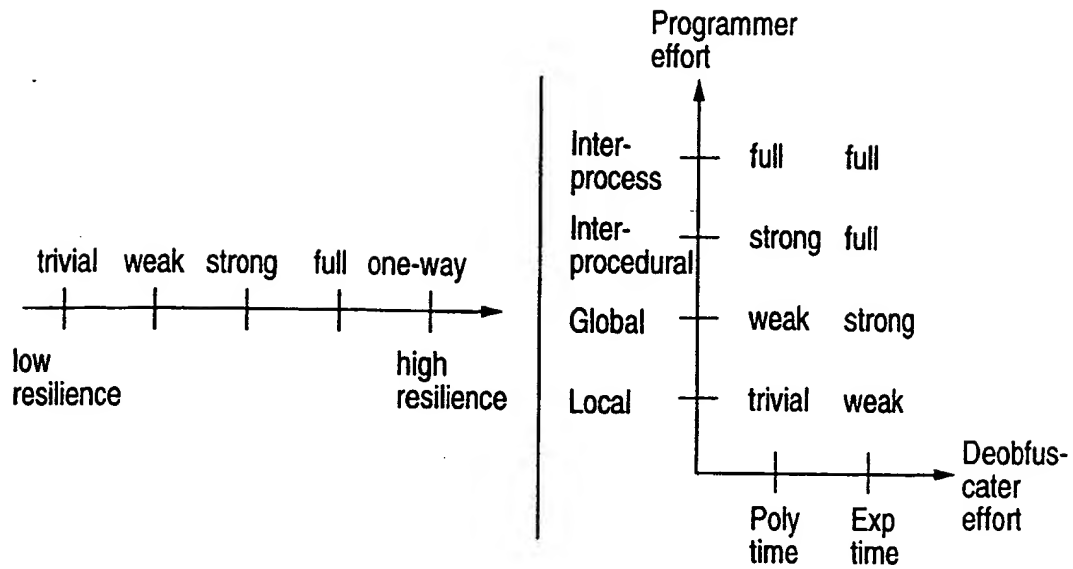 trivial weak strong full one-way
low
resilience
high
resilience
Programmer
effort
Inter-
process
full full
Inter-
procedural
strong full
Global
weak strong
Local
trivial weak
Deobfus-
cater
effort
Poly
time
Exp
time